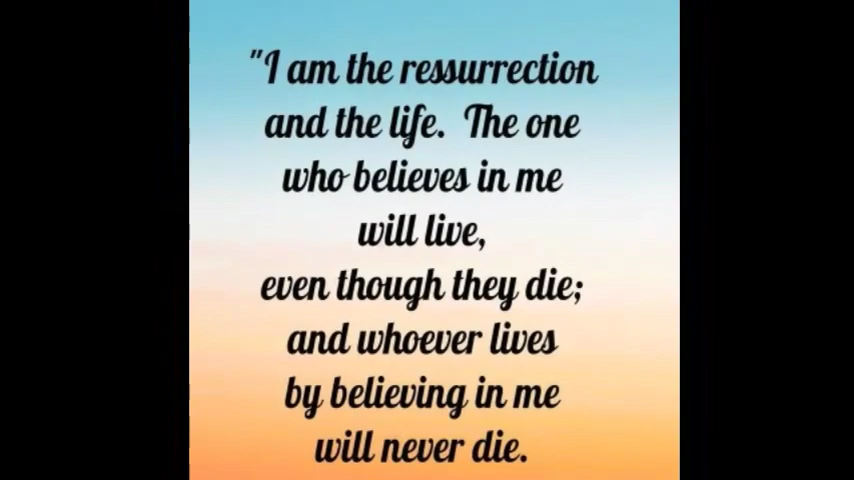 "I am the ressurrection
and the life. The one
who believes in me
will live,
even though they die;
and whoever lives
by believing in me
will never die.